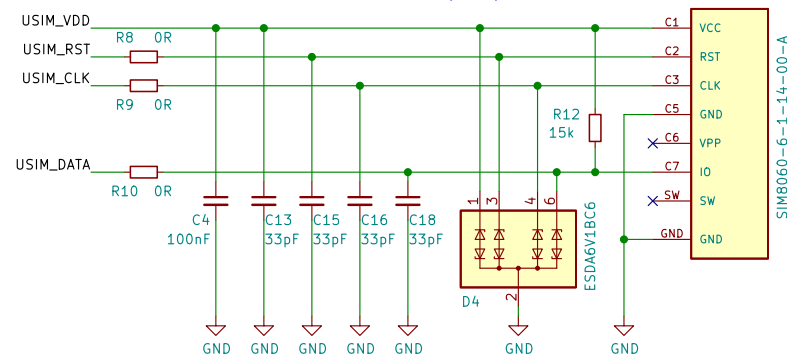 USIM_VDD
R8 0R
USIM_RST
USIM_CLK
R9 0R
USIM_DATA
R10 0R
C4
100nF
C13
33pF
C15
33pF
C16
33pF
C18
33pF
GND
GND
GND
GND
GND
1
3
4
6
2
D4
ESDA6V1BC6
GND
R12
15k
GND
C1 VCC
C2 RST
C3 CLK
C5 GND
C6 VPP
C7 IO
SW SW
GND GND
SIM8060-6-1-14-00-A